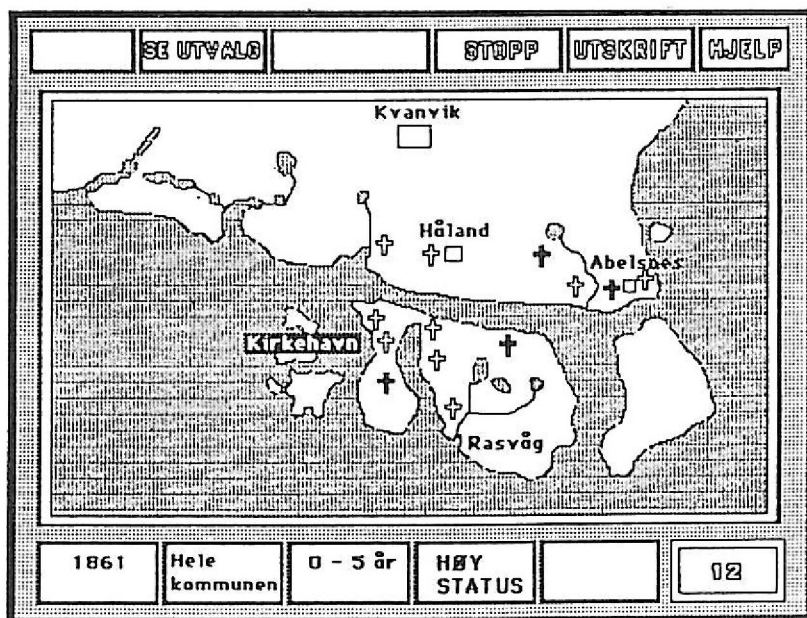 SE UTVALG
STOPP
UTSKRIFT
HJELP
Kvanvik
Håland
Abelsnes
Kirkehavn
Rasvåg
1861
Hele
kommunen
0 - 5 år
HØY
STATUS
12